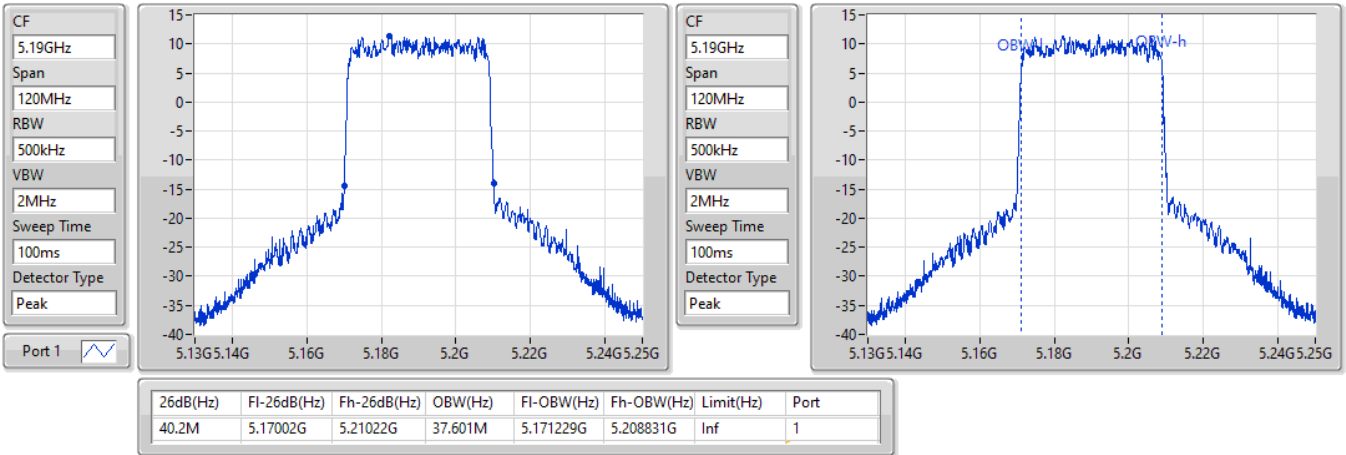 CF
5.19GHz
Span
120MHz
RBW
500kHz
VBW
2MHz
Sweep Time
100ms
Detector Type
Peak
Port 1
15
10
5
0
-5
-10
-15
-20
-25
-30
-35
-40
5.13G 5.14G 5.16G 5.18G 5.2G 5.22G 5.24G 5.25G
CF
5.19GHz
Span
120MHz
RBW
500kHz
VBW
2MHz
Sweep Time
100ms
Detector Type
Peak
15
10
5
0
-5
-10
-15
-20
-25
-30
-35
-40
OBW-h
5.13G 5.14G 5.16G 5.18G 5.2G 5.22G 5.24G 5.25G
26dB(Hz) Fl-26dB(Hz) Fh-26dB(Hz) OBW(Hz) Fl-OBW(Hz) Fh-OBW(Hz) Limit(Hz) Port
40.2M 5.17002G 5.21022G 37.601M 5.171229G 5.208831G Inf 1